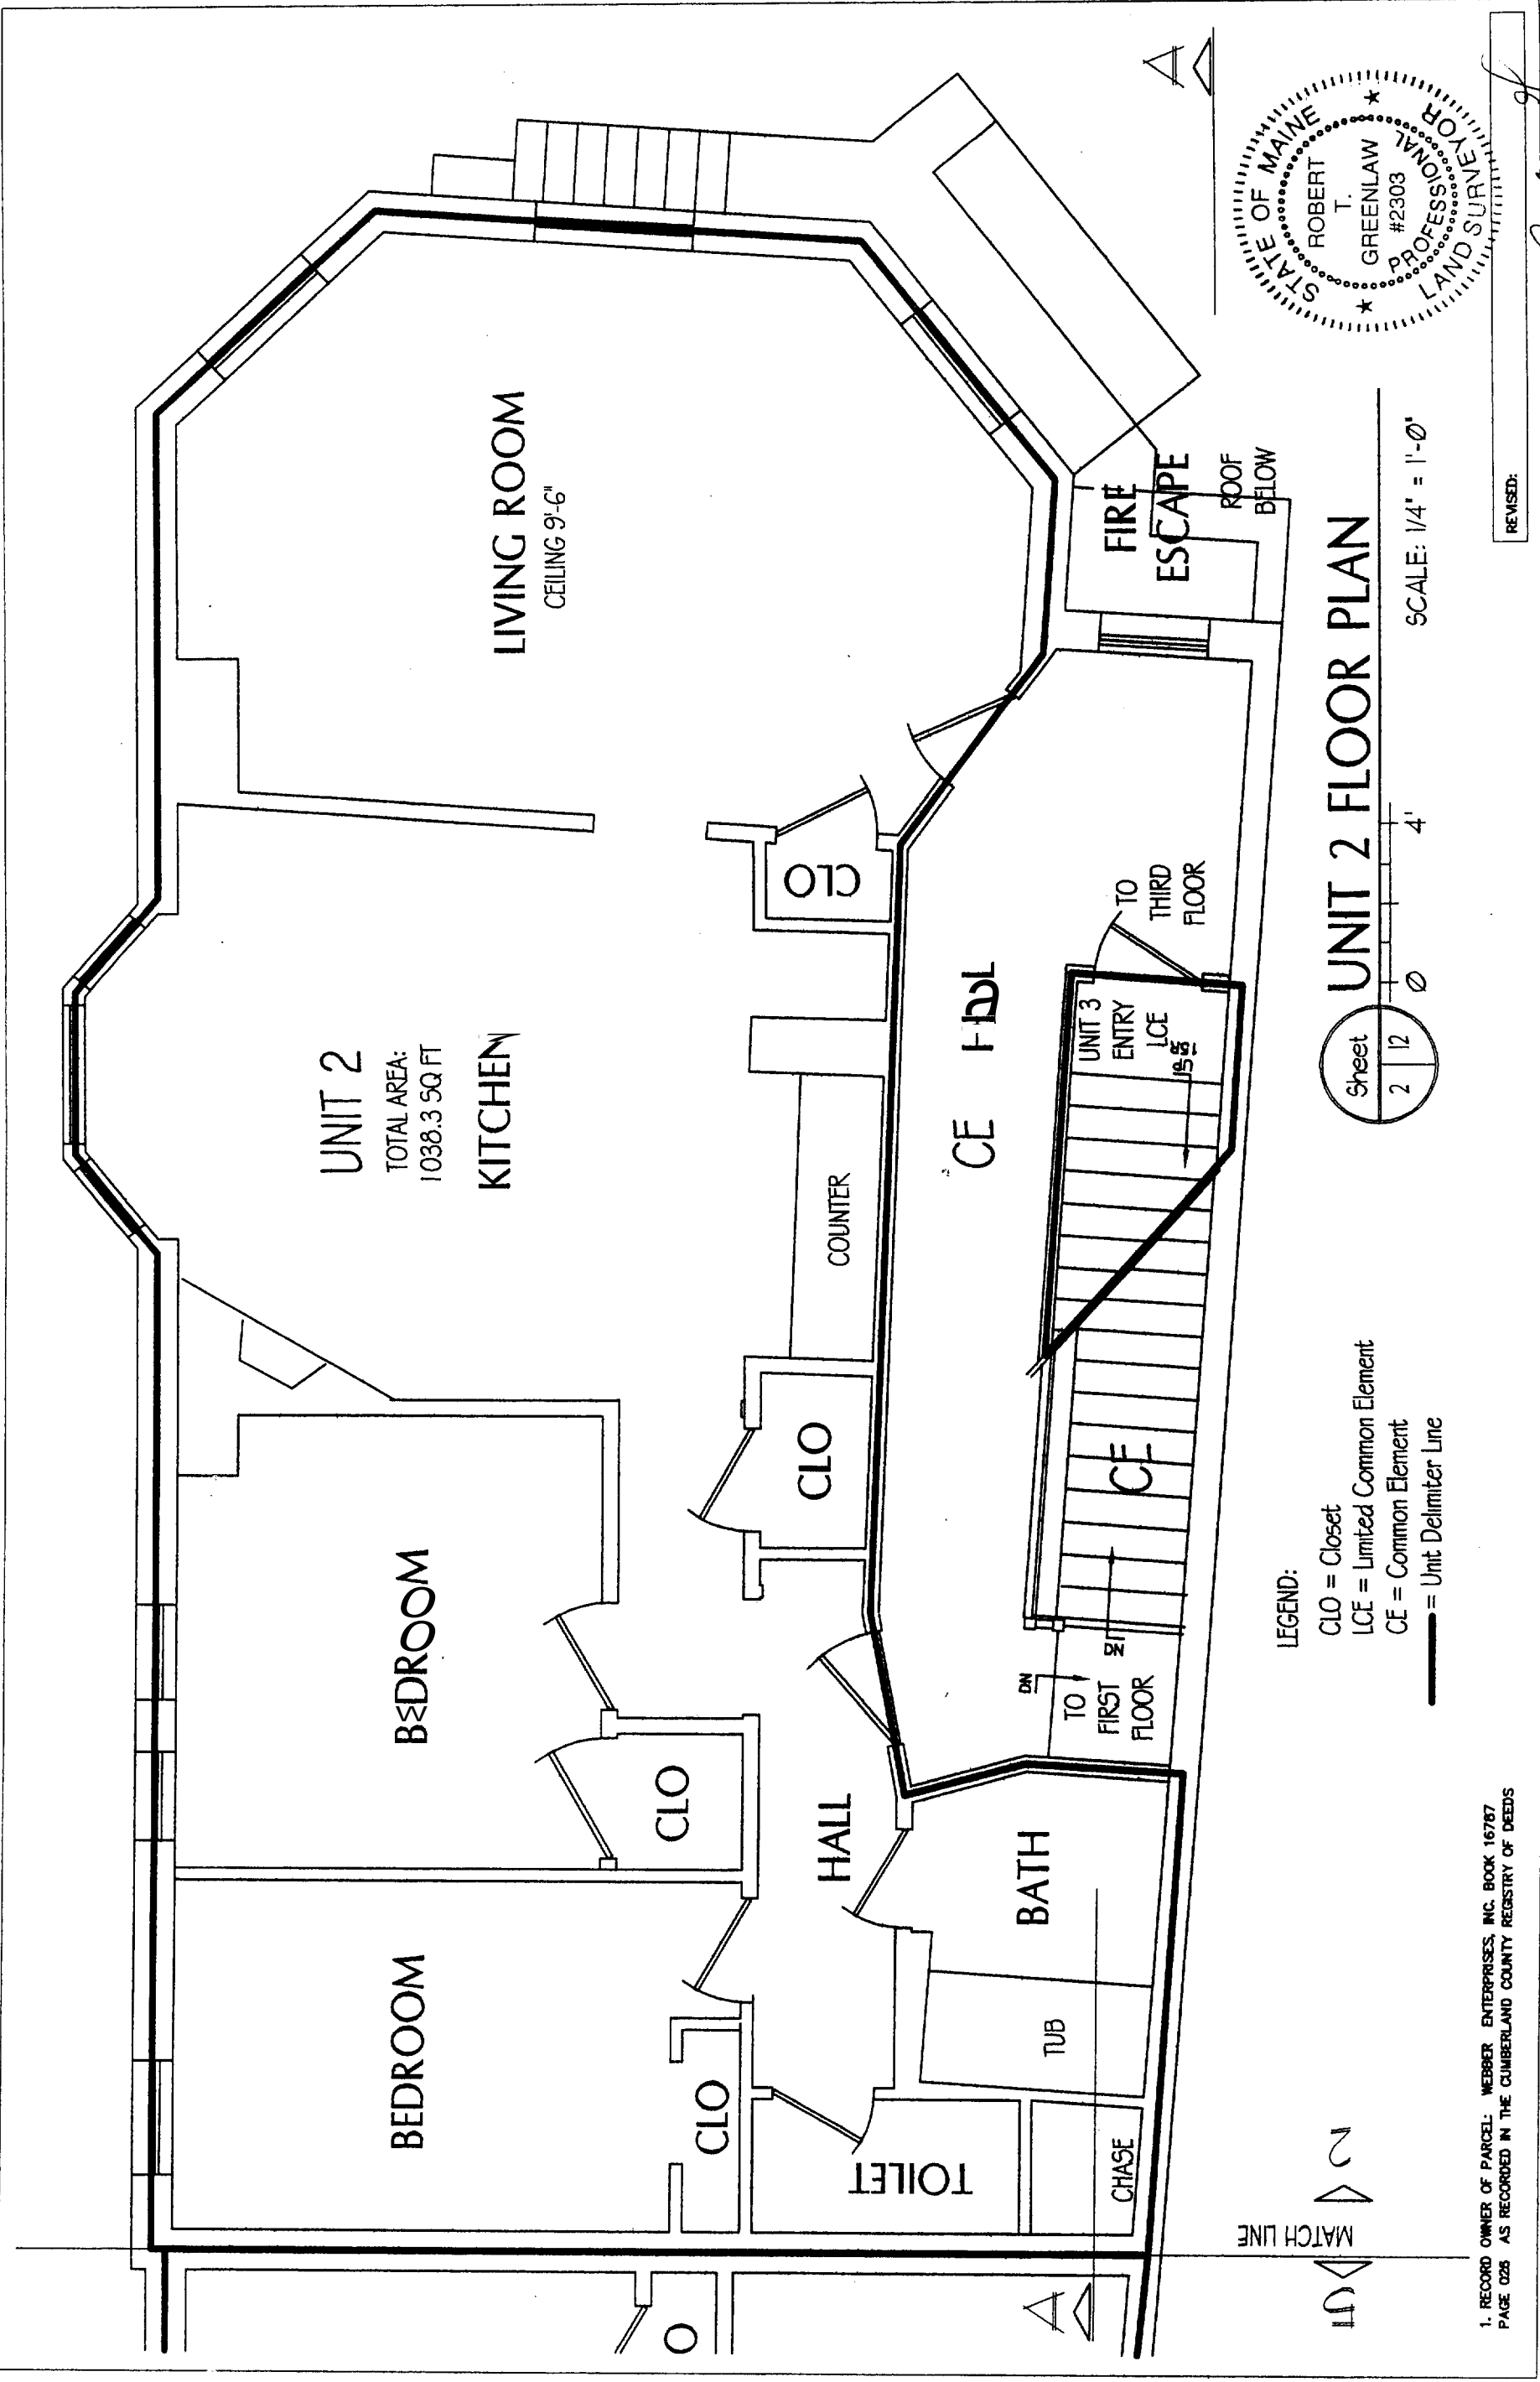 UNIT 2
TOTAL AREA:
1038.3 SQ FT
KITCHEN
LIVING ROOM
CEILING 9'-6"
BEDROOM
BEDROOM
CLO
CLO
CLO
CLO
COUNTER
HALL
BATH
TUB
TOILET
CHASE
CE
CE
UNIT 3
ENTRY
LCE
TO
THIRD
FLOOR
DN
DN
TO
FIRST
FLOOR
FIRE
ESCAPE
ROOF
BELOW
A
A
O
MATCH LINE
5
2
LEGEND:
CLO = Closet
LCE = Limited Common Element
CE = Common Element
= Unit Delimiter Line
Sheet
2 12
UNIT 2 FLOOR PLAN
0 4'
SCALE: 1/4" = 1'-0"
STATE OF MAINE
ROBERT
T.
GREENLAW
#2303
PROFESSIONAL
LAND SURVEYOR
REVISED:
1. RECORD OWNER OF PARCEL: WEBBER ENTERPRISES, INC. BOOK 16787
PAGE 026 AS RECORDED IN THE CUMBERLAND COUNTY REGISTRY OF DEEDS